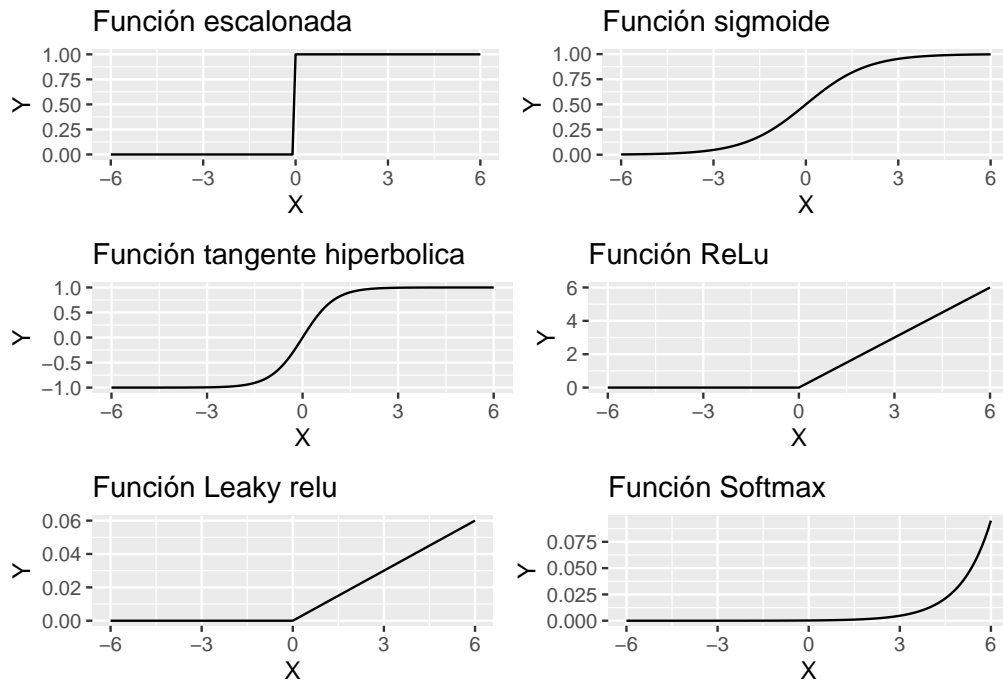 Función escalonada
1.00
0.75
0.50
0.25
0.00
Y
−6 −3 0 3 6
X
Función sigmoide
1.00
0.75
0.50
0.25
0.00
Y
−6 −3 0 3 6
X
Función tangente hiperbolica
1.0
0.5
0.0
−0.5
−1.0
Y
−6 −3 0 3 6
X
Función ReLu
6
4
2
0
Y
−6 −3 0 3 6
X
Función Leaky relu
0.06
0.04
0.02
0.00
Y
−6 −3 0 3 6
X
Función Softmax
0.075
0.050
0.025
0.000
Y
−6 −3 0 3 6
X